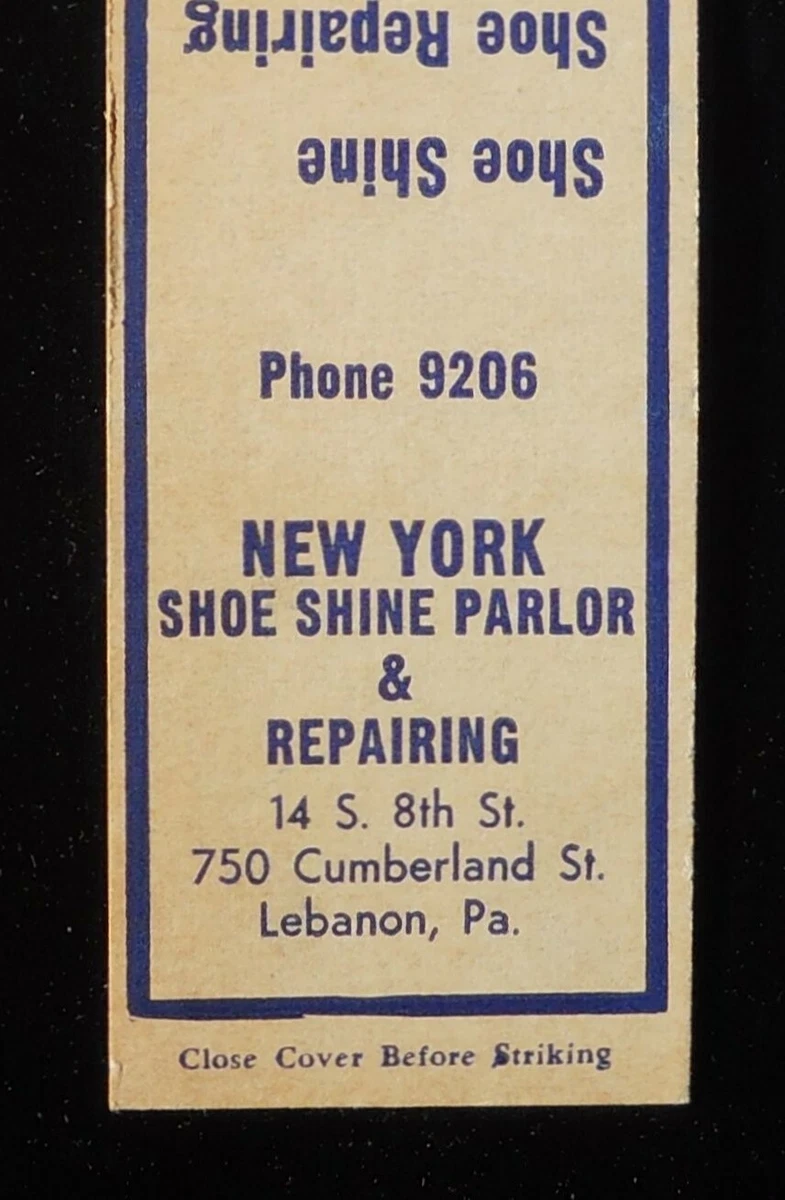 Shoe Repairing
Shoe Shine
Phone 9206
NEW YORK
SHOE SHINE PARLOR
&
REPAIRING
14 S. 8th St.
750 Cumberland St.
Lebanon, Pa.
Close Cover Before Striking